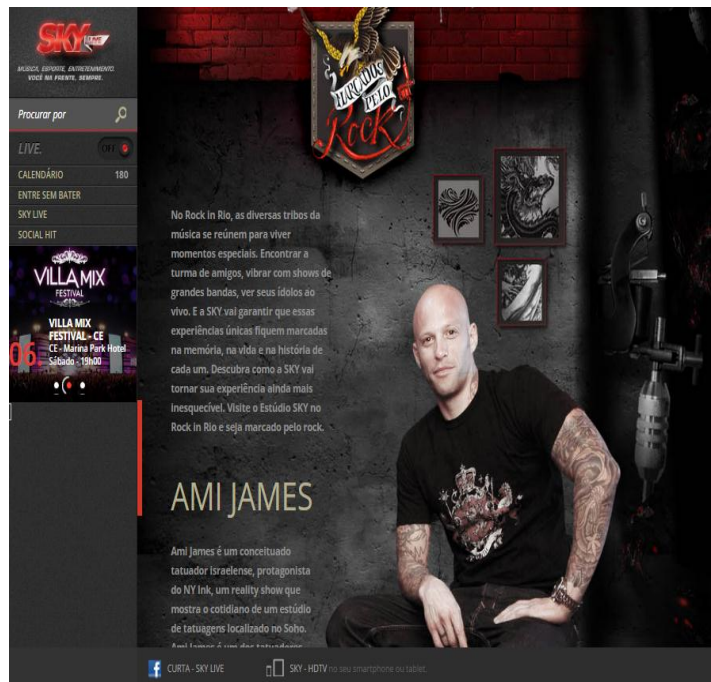 SKY LIVE
MÚSICA, ESPORTE, ENTRETENIMENTO.
VOCÊ NA FRENTE, SEMPRE.
Procurar por
LIVE.
OFF
CALENDÁRIO 180
ENTRE SEM BATER
SKY LIVE
SOCIAL HIT
VILLA MIX
FESTIVAL
06
VILLA MIX
FESTIVAL - CE
CE - Marina Park Hotel
Sábado - 19h00
MARCADOS
PELO
Rock
No Rock in Rio, as diversas tribos da
música se reúnem para viver
momentos especiais. Encontrar a
turma de amigos, vibrar com shows de
grandes bandas, ver seus ídolos ao
vivo. E a SKY vai garantir que essas
experiências únicas fiquem marcadas
na memória, na vida e na história de
cada um. Descubra como a SKY vai
tornar sua experiência ainda mais
inesquecível. Visite o Estúdio SKY no
Rock in Rio e seja marcado pelo rock.
AMI JAMES
Ami James é um conceituado
tatuador israelense, protagonista
do NY Ink, um reality show que
mostra o cotidiano de um estúdio
de tatuagens localizado no Soho.
Ami James é um dos tatuadores
CURTA - SKY LIVE
SKY - HDTV no seu smartphone ou tablet.